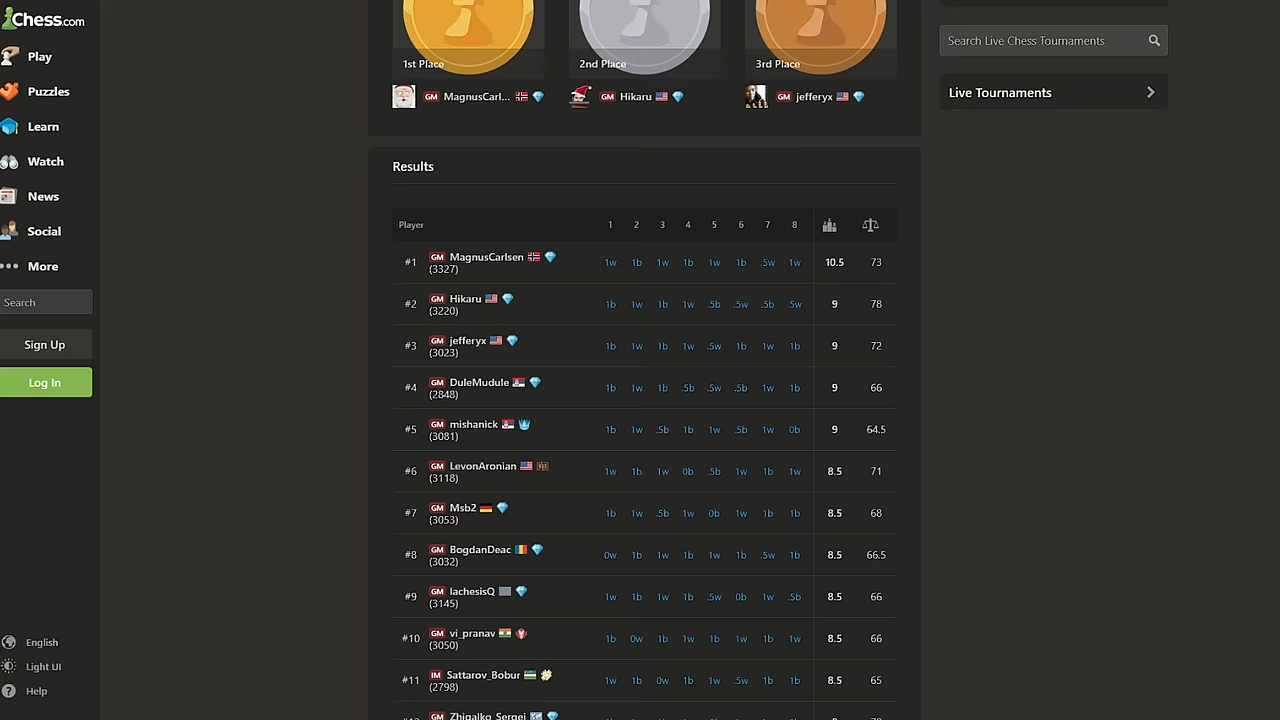 Chess.com
Play
Puzzles
Learn
Watch
News
Social
More
Search
Sign Up
Log In
English
Light UI
Help
1st Place
2nd Place
3rd Place
GM MagnusCarl...
GM Hikaru
GM jefferyx
Search Live Chess Tournaments
Live Tournaments
Results
Player 1 2 3 4 5 6 7 8
#1 GM MagnusCarlsen (3327) 1w 1b 1w 1b 1w 1b .5w 1w 10.5 73
#2 GM Hikaru (3220) 1b 1w 1b 1w .5b .5w .5b .5w 9 78
#3 GM jefferyx (3023) 1b 1w 1b 1w .5w 1b 1w 1b 9 72
#4 GM DuleMudule (2848) 1b 1w 1b .5b .5w .5b 1w 1b 9 66
#5 GM mishanick (3081) 1b 1w .5b 1b 1w .5b 1w 0b 9 64.5
#6 GM LevonAronian (3118) 1w 1b 1w 0b .5b 1w 1b 1w 8.5 71
#7 GM Msb2 (3053) 1b 1w .5b 1w 0b 1w 1b 1b 8.5 68
#8 GM BogdanDeac (3032) 0w 1b 1w 1b 1w 1b .5w 1b 8.5 66.5
#9 GM lachesisQ (3145) 1w 1b 1w 1b .5w 0b 1w .5b 8.5 66
#10 GM vi_pranav (3050) 1b 0w 1b 1w 1b 1w 1b 1w 8.5 66
#11 IM Sattarov_Bobur (2798) 1w 1b 0w 1b 1w .5w 1b 1b 8.5 65
GM Zhigalko_Sergei